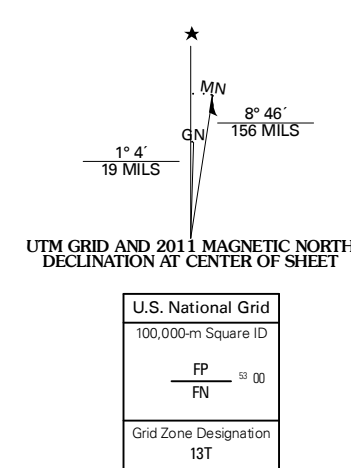 ★
MN
GN
8° 46´
156 MILS
1° 4´
19 MILS
UTM GRID AND 2011 MAGNETIC NORTH
DECLINATION AT CENTER OF SHEET
U.S. National Grid
100,000-m Square ID
FP
53 00
FN
Grid Zone Designation
13T